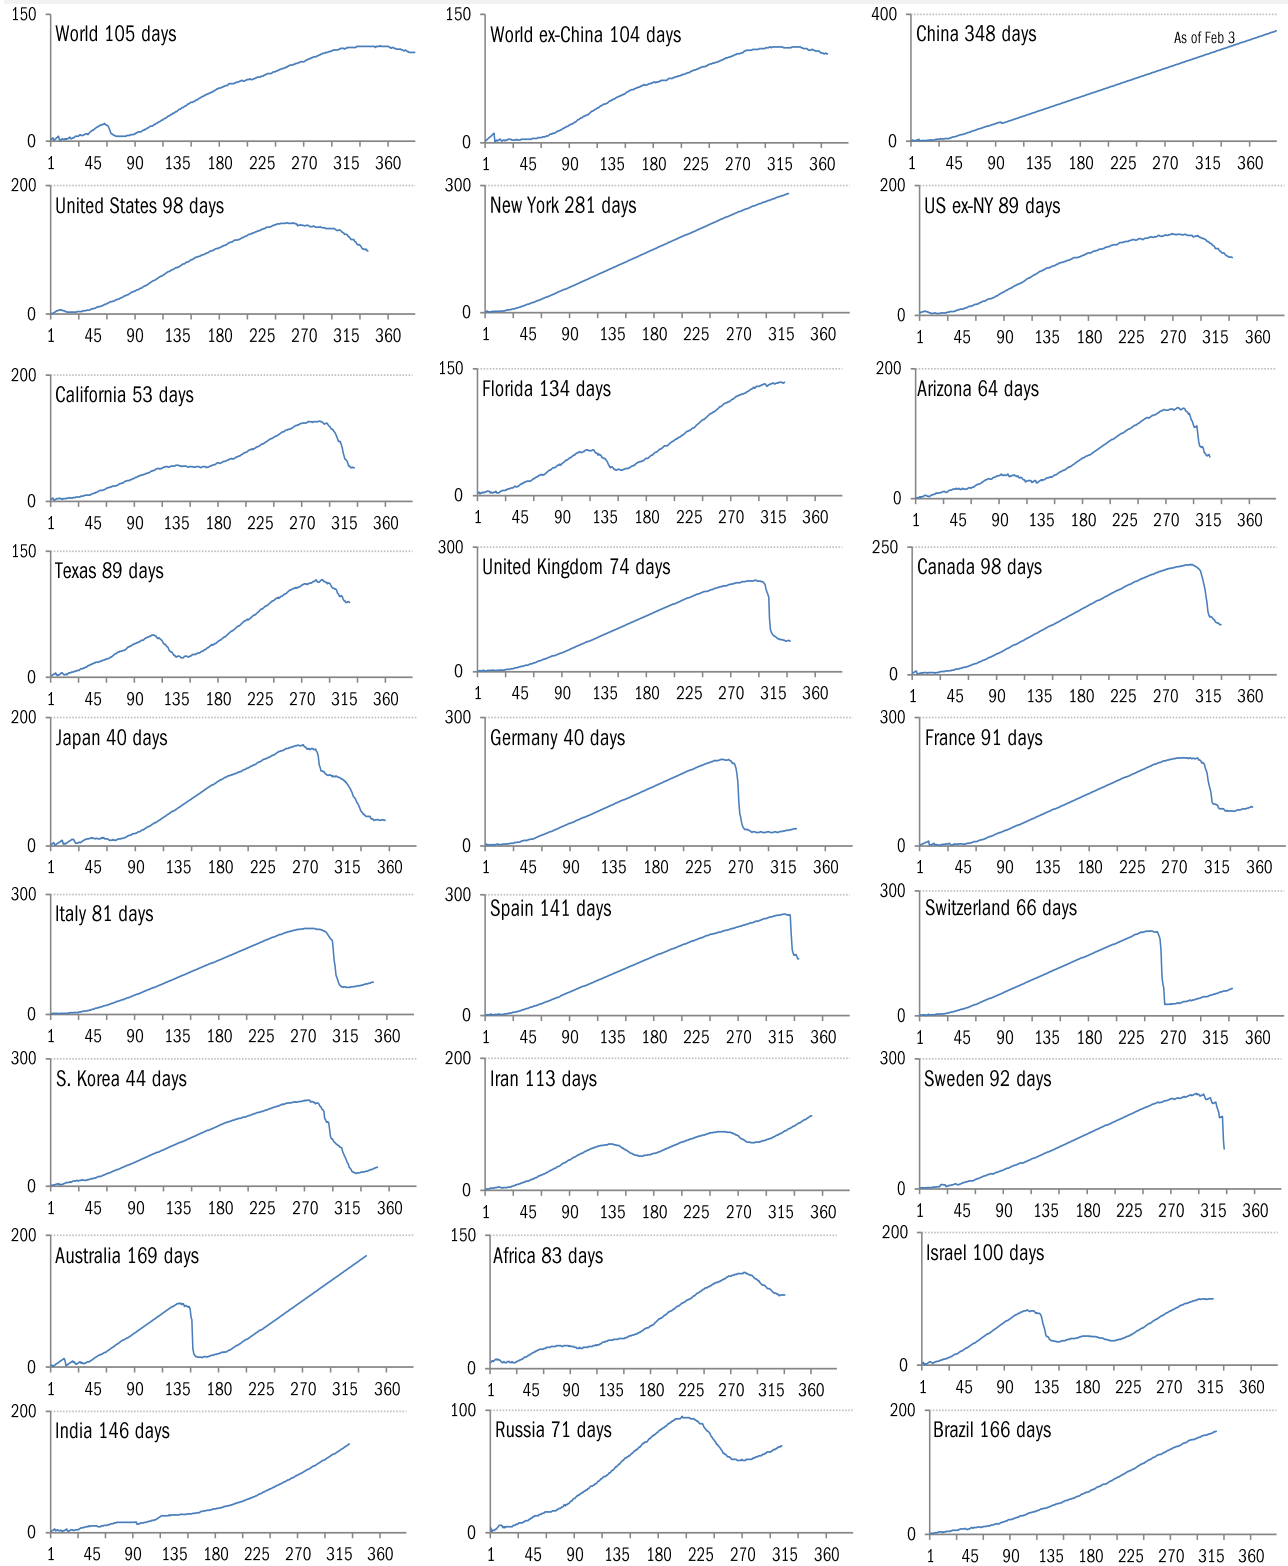 150
World 105 days
0
1 45 90 135 180 225 270 315 360
150
World ex-China 104 days
0
1 45 90 135 180 225 270 315 360
400
China 348 days
As of Feb 3
0
1 45 90 135 180 225 270 315 360
200
United States 98 days
0
1 45 90 135 180 225 270 315 360
300
New York 281 days
0
1 45 90 135 180 225 270 315 360
200
US ex-NY 89 days
0
1 45 90 135 180 225 270 315 360
200
California 53 days
0
1 45 90 135 180 225 270 315 360
150
Florida 134 days
0
1 45 90 135 180 225 270 315 360
200
Arizona 64 days
0
1 45 90 135 180 225 270 315 360
150
Texas 89 days
0
1 45 90 135 180 225 270 315 360
300
United Kingdom 74 days
0
1 45 90 135 180 225 270 315 360
250
Canada 98 days
0
1 45 90 135 180 225 270 315 360
200
Japan 40 days
0
1 45 90 135 180 225 270 315 360
300
Germany 40 days
0
1 45 90 135 180 225 270 315 360
300
France 91 days
0
1 45 90 135 180 225 270 315 360
300
Italy 81 days
0
1 45 90 135 180 225 270 315 360
300
Spain 141 days
0
1 45 90 135 180 225 270 315 360
300
Switzerland 66 days
0
1 45 90 135 180 225 270 315 360
300
S. Korea 44 days
0
1 45 90 135 180 225 270 315 360
200
Iran 113 days
0
1 45 90 135 180 225 270 315 360
300
Sweden 92 days
0
1 45 90 135 180 225 270 315 360
200
Australia 169 days
0
1 45 90 135 180 225 270 315 360
150
Africa 83 days
0
1 45 90 135 180 225 270 315 360
200
Israel 100 days
0
1 45 90 135 180 225 270 315 360
200
India 146 days
0
1 45 90 135 180 225 270 315 360
100
Russia 71 days
0
1 45 90 135 180 225 270 315 360
200
Brazil 166 days
0
1 45 90 135 180 225 270 315 360